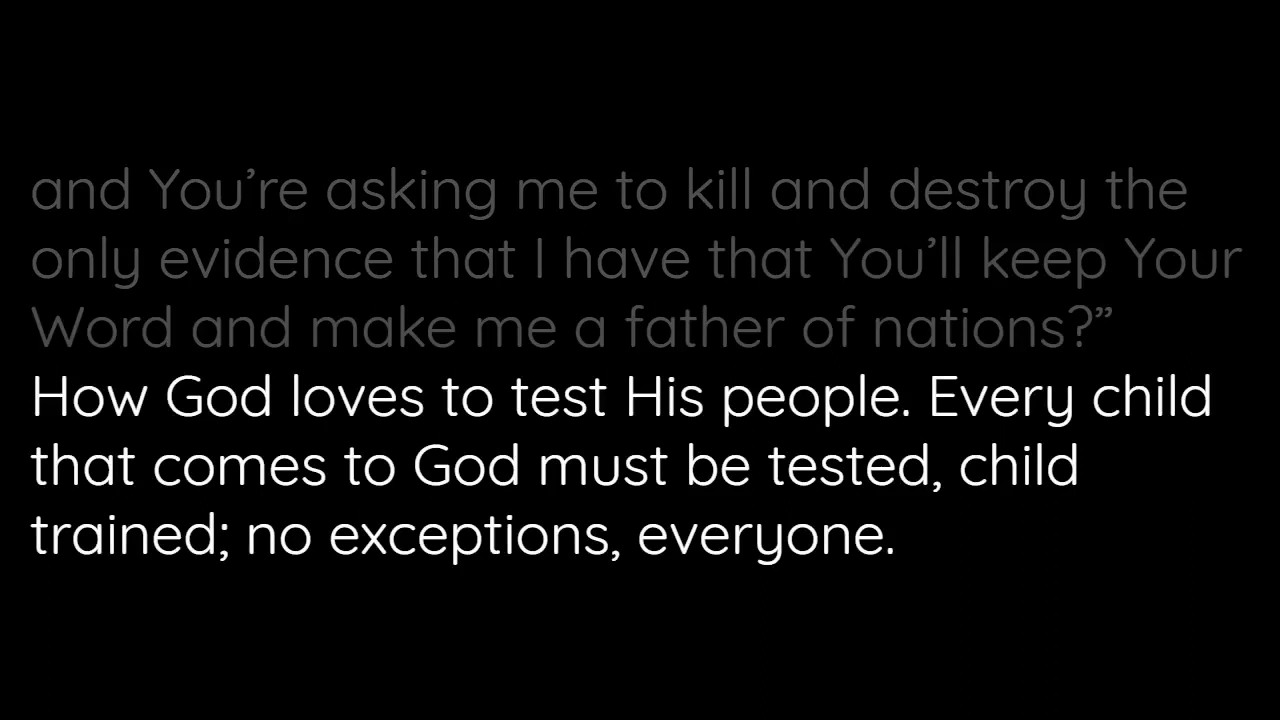 and You’re asking me to kill and destroy the
only evidence that I have that You’ll keep Your
Word and make me a father of nations?”
How God loves to test His people. Every child
that comes to God must be tested, child
trained; no exceptions, everyone.